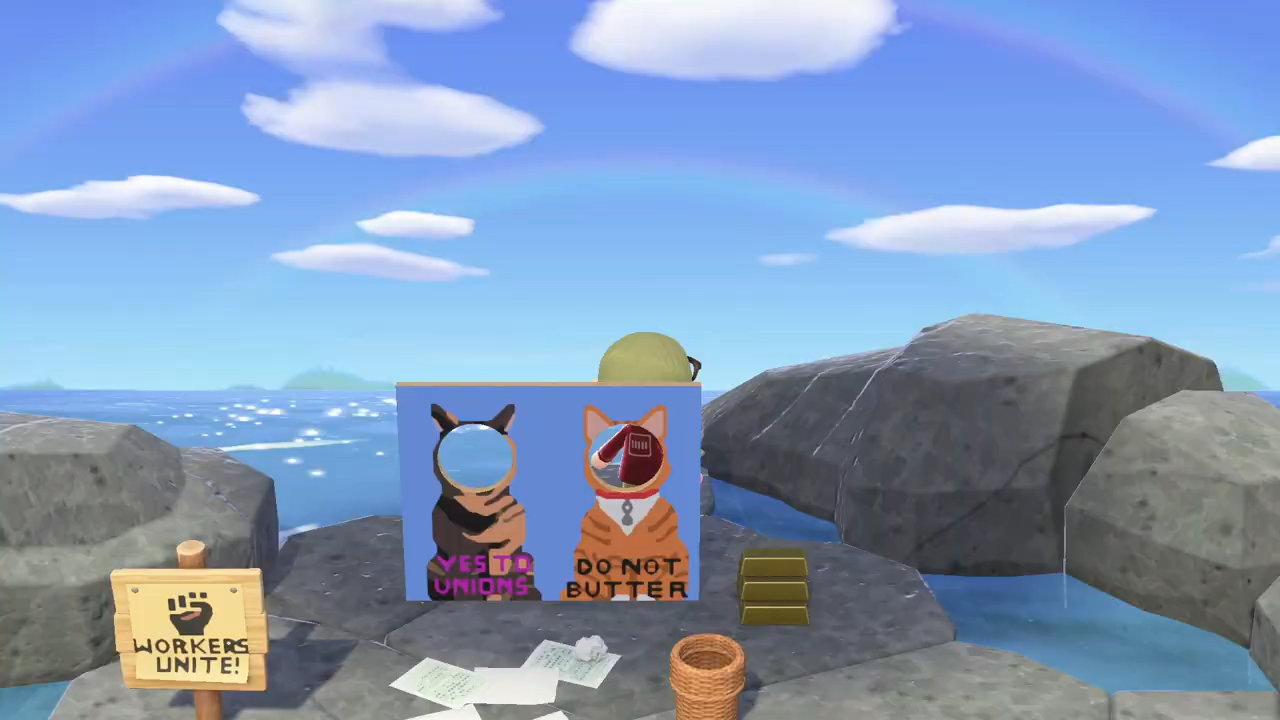 YES TO
UNIONS
DO NOT
BUTTER
WORKERS
UNITE!